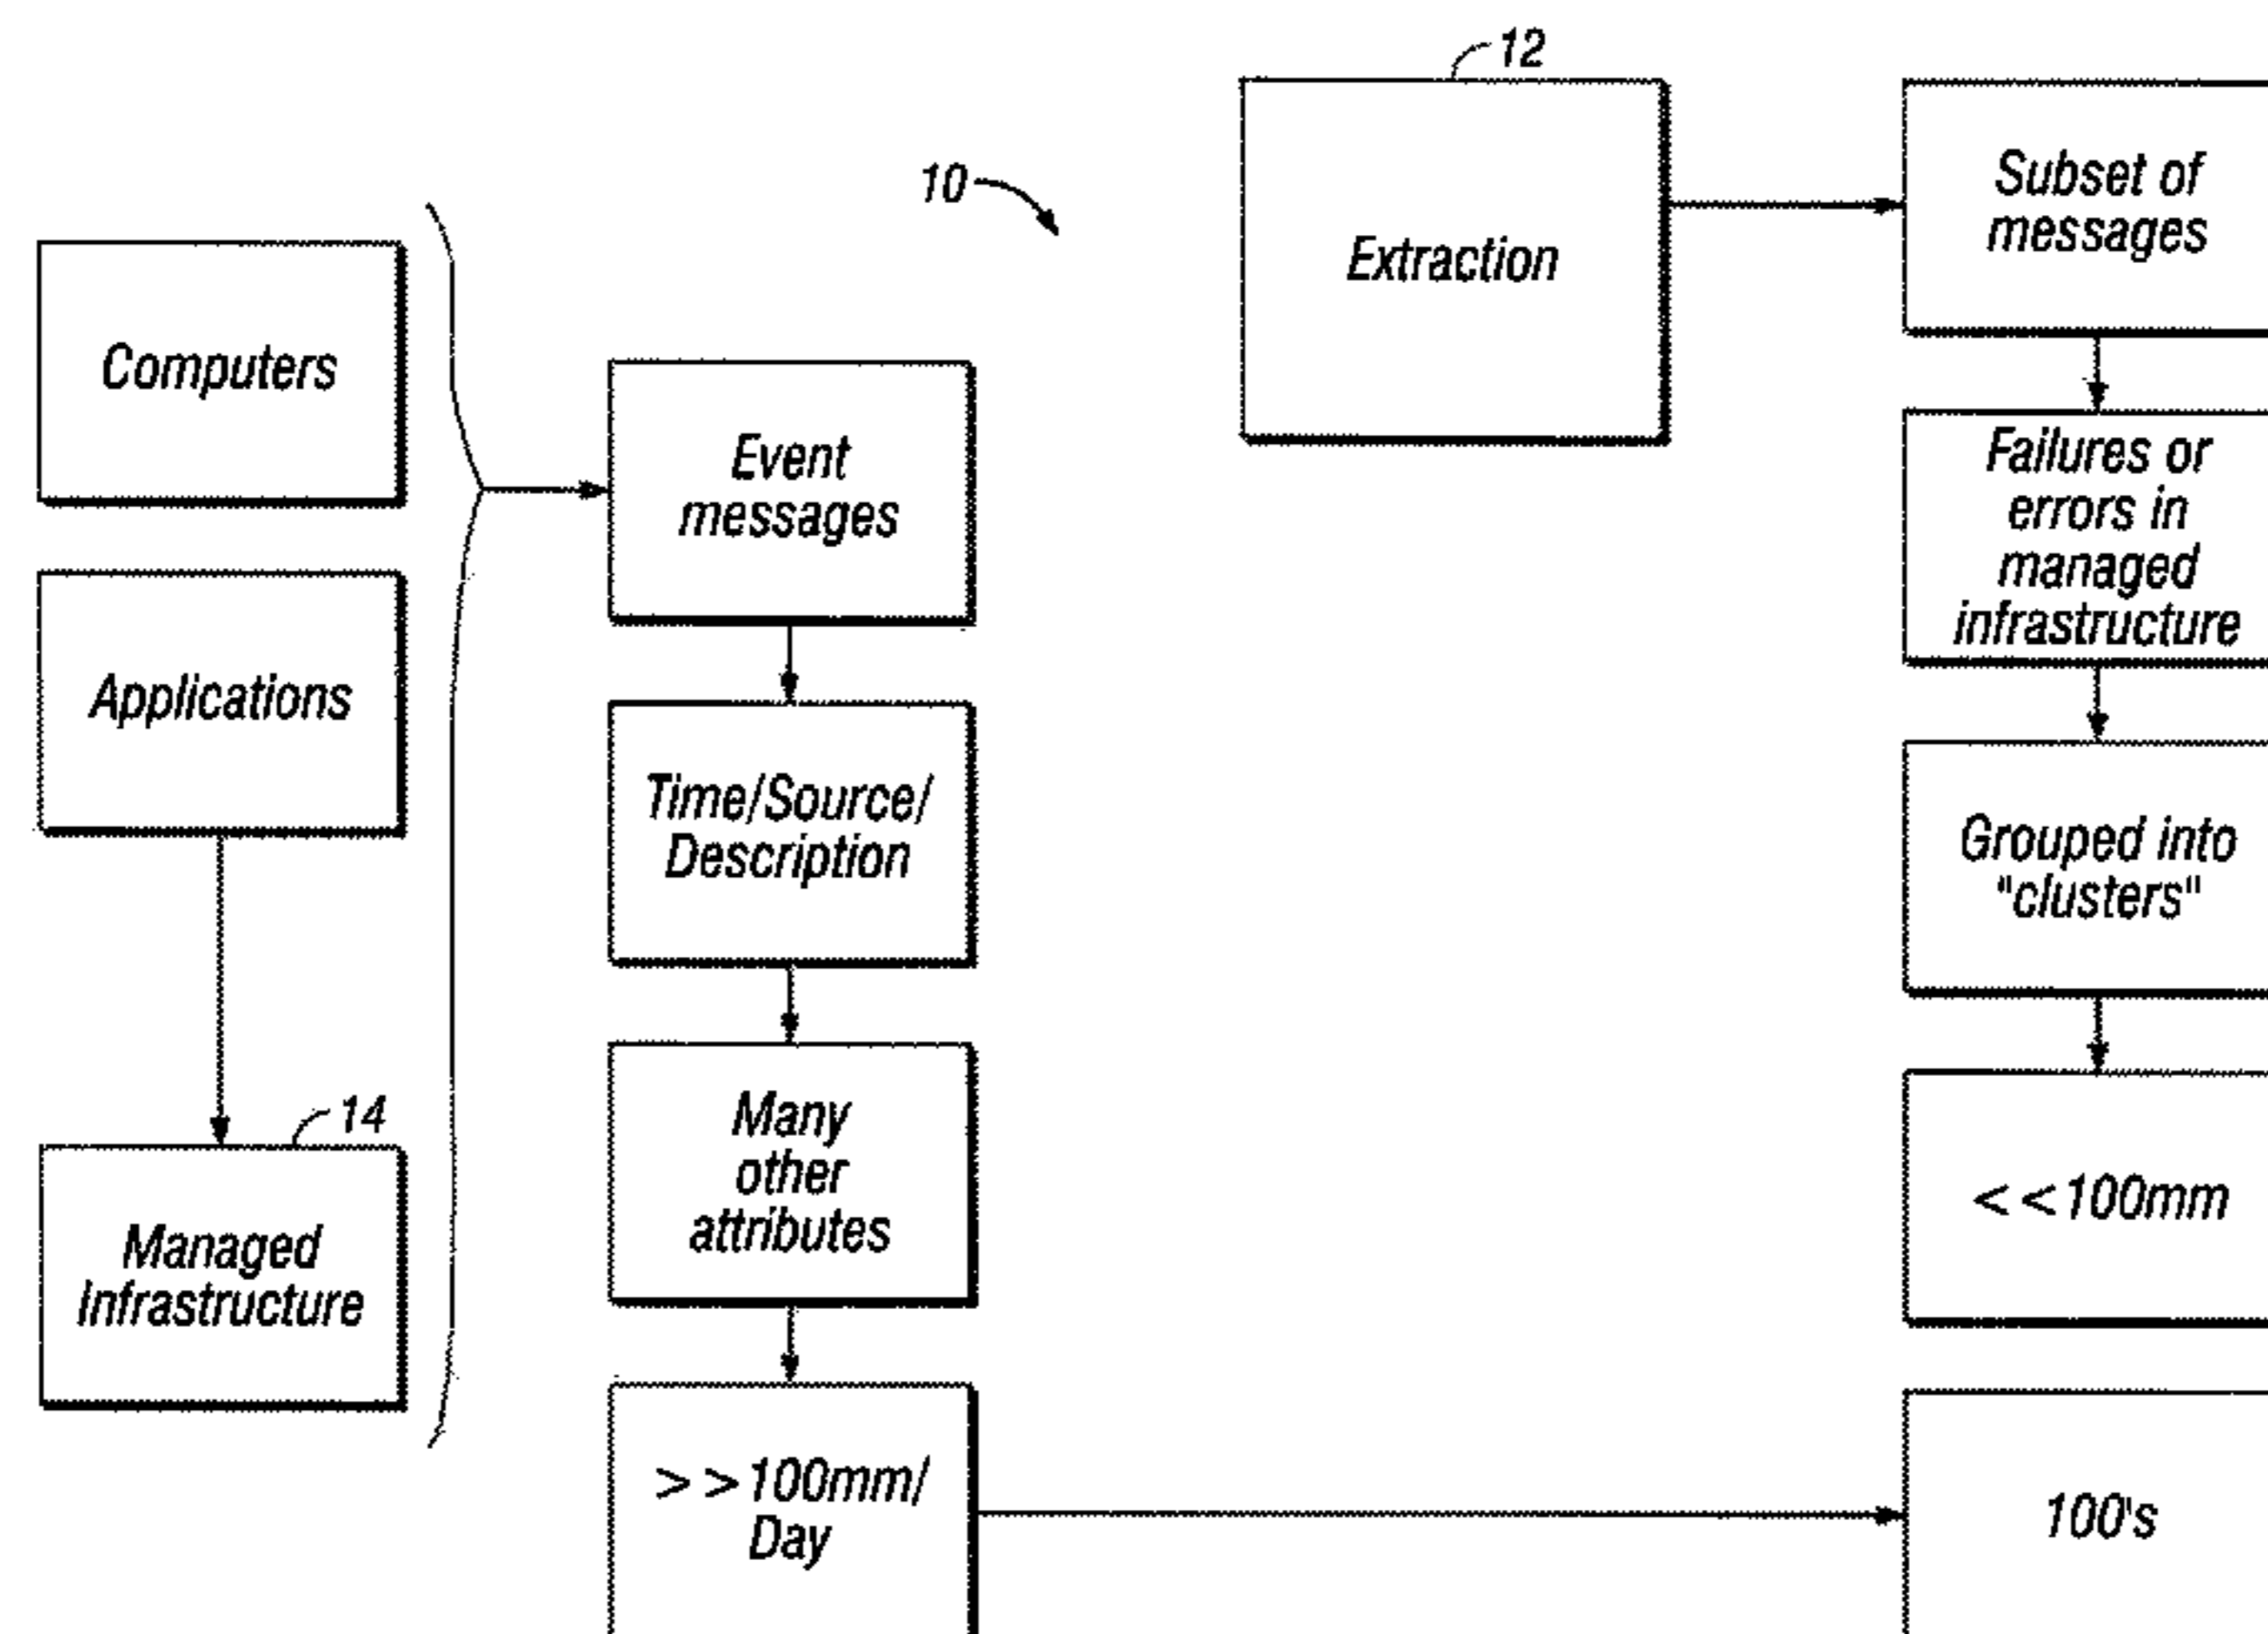 12
10
Extraction
Subset of
messages
Computers
Applications
14
Managed
Infrastructure
Event
messages
Time/Source/
Description
Many
other
attributes
>>100mm/
Day
Failures or
errors in
managed
infrastructure
Grouped into
"clusters"
<<100mm
100's